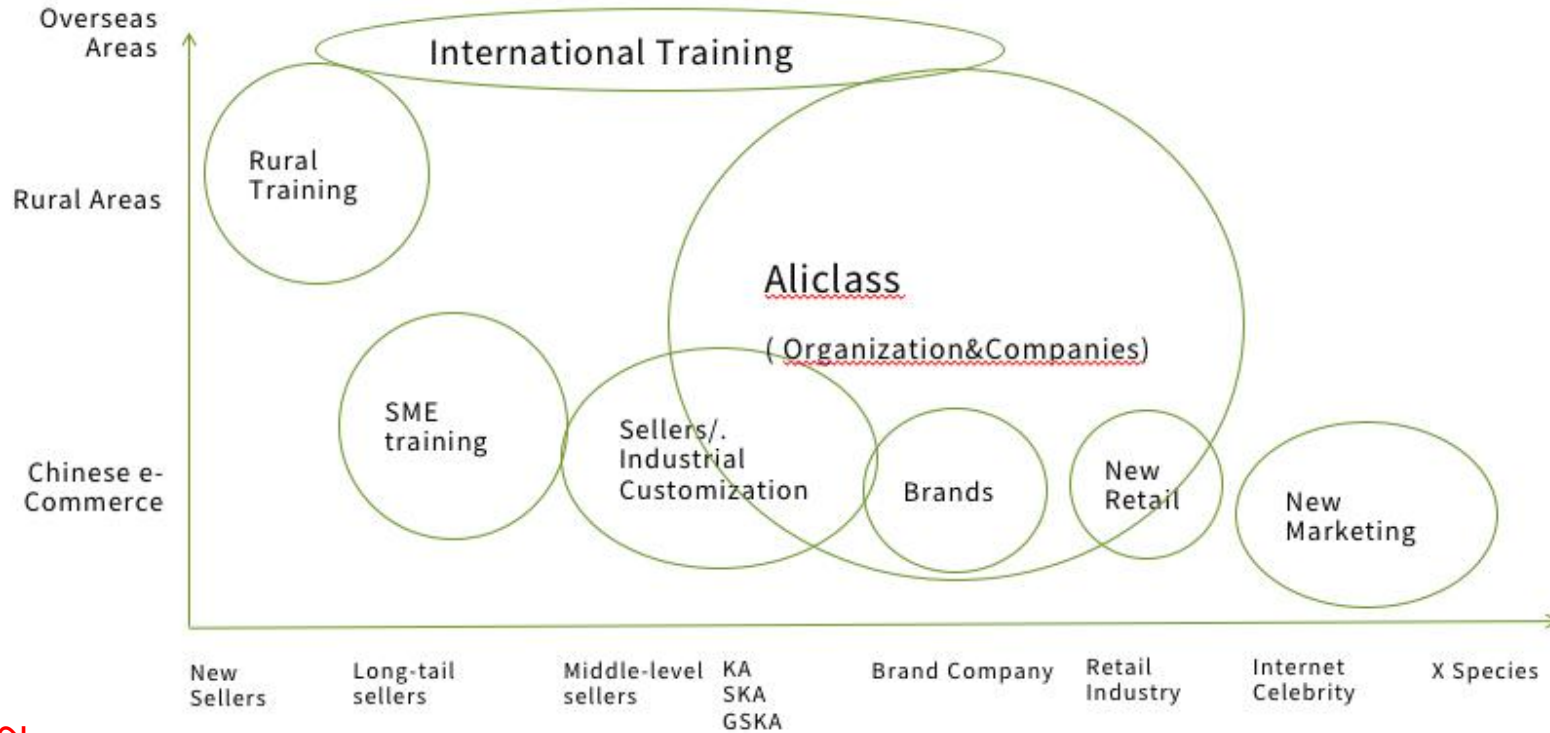 Overseas
Areas
International Training
Rural
Training
Rural Areas
Aliclass
( Organization&Companies)
SME
training
Sellers/.
Industrial
Customization
Chinese e-
Commerce
Brands
New
Retail
New
Marketing
New
Sellers
Long-tail
sellers
Middle-level
sellers
KA
SKA
GSKA
Brand Company
Retail
Industry
Internet
Celebrity
X Species